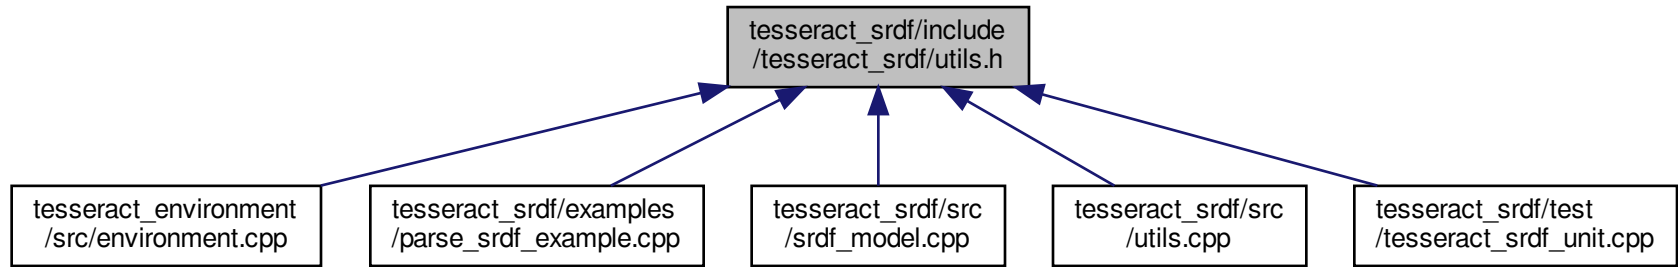 tesseract_srdf/include
/tesseract_srdf/utils.h
tesseract_environment
/src/environment.cpp
tesseract_srdf/examples
/parse_srdf_example.cpp
tesseract_srdf/src
/srdf_model.cpp
tesseract_srdf/src
/utils.cpp
tesseract_srdf/test
/tesseract_srdf_unit.cpp